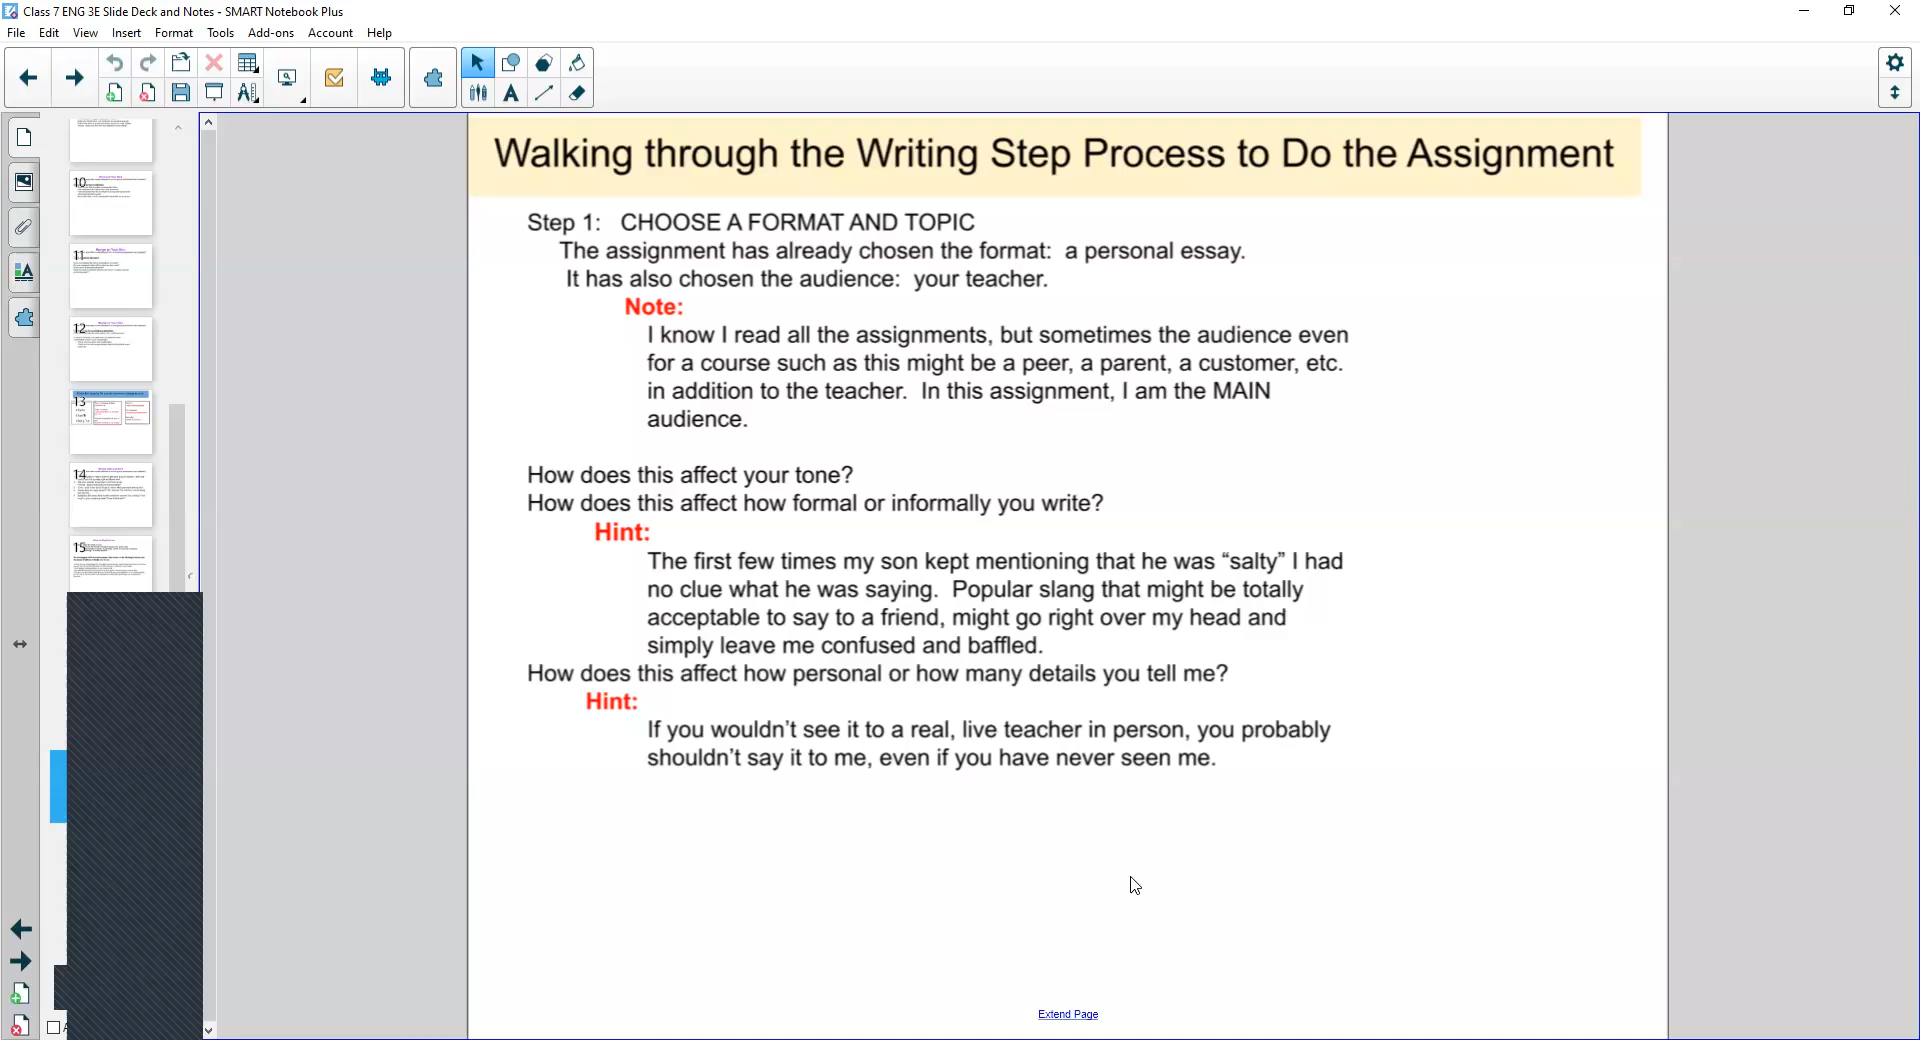 Class 7 ENG 3E Slide Deck and Notes - SMART Notebook Plus
File Edit View Insert Format Tools Add-ons Account Help
10
11
12
13
14
15
Walking through the Writing Step Process to Do the Assignment
Step 1: CHOOSE A FORMAT AND TOPIC
The assignment has already chosen the format: a personal essay.
It has also chosen the audience: your teacher.
Note:
I know I read all the assignments, but sometimes the audience even
for a course such as this might be a peer, a parent, a customer, etc.
in addition to the teacher. In this assignment, I am the MAIN
audience.
How does this affect your tone?
How does this affect how formal or informally you write?
Hint:
The first few times my son kept mentioning that he was “salty” I had
no clue what he was saying. Popular slang that might be totally
acceptable to say to a friend, might go right over my head and
simply leave me confused and baffled.
How does this affect how personal or how many details you tell me?
Hint:
If you wouldn’t see it to a real, live teacher in person, you probably
shouldn’t say it to me, even if you have never seen me.
Extend Page